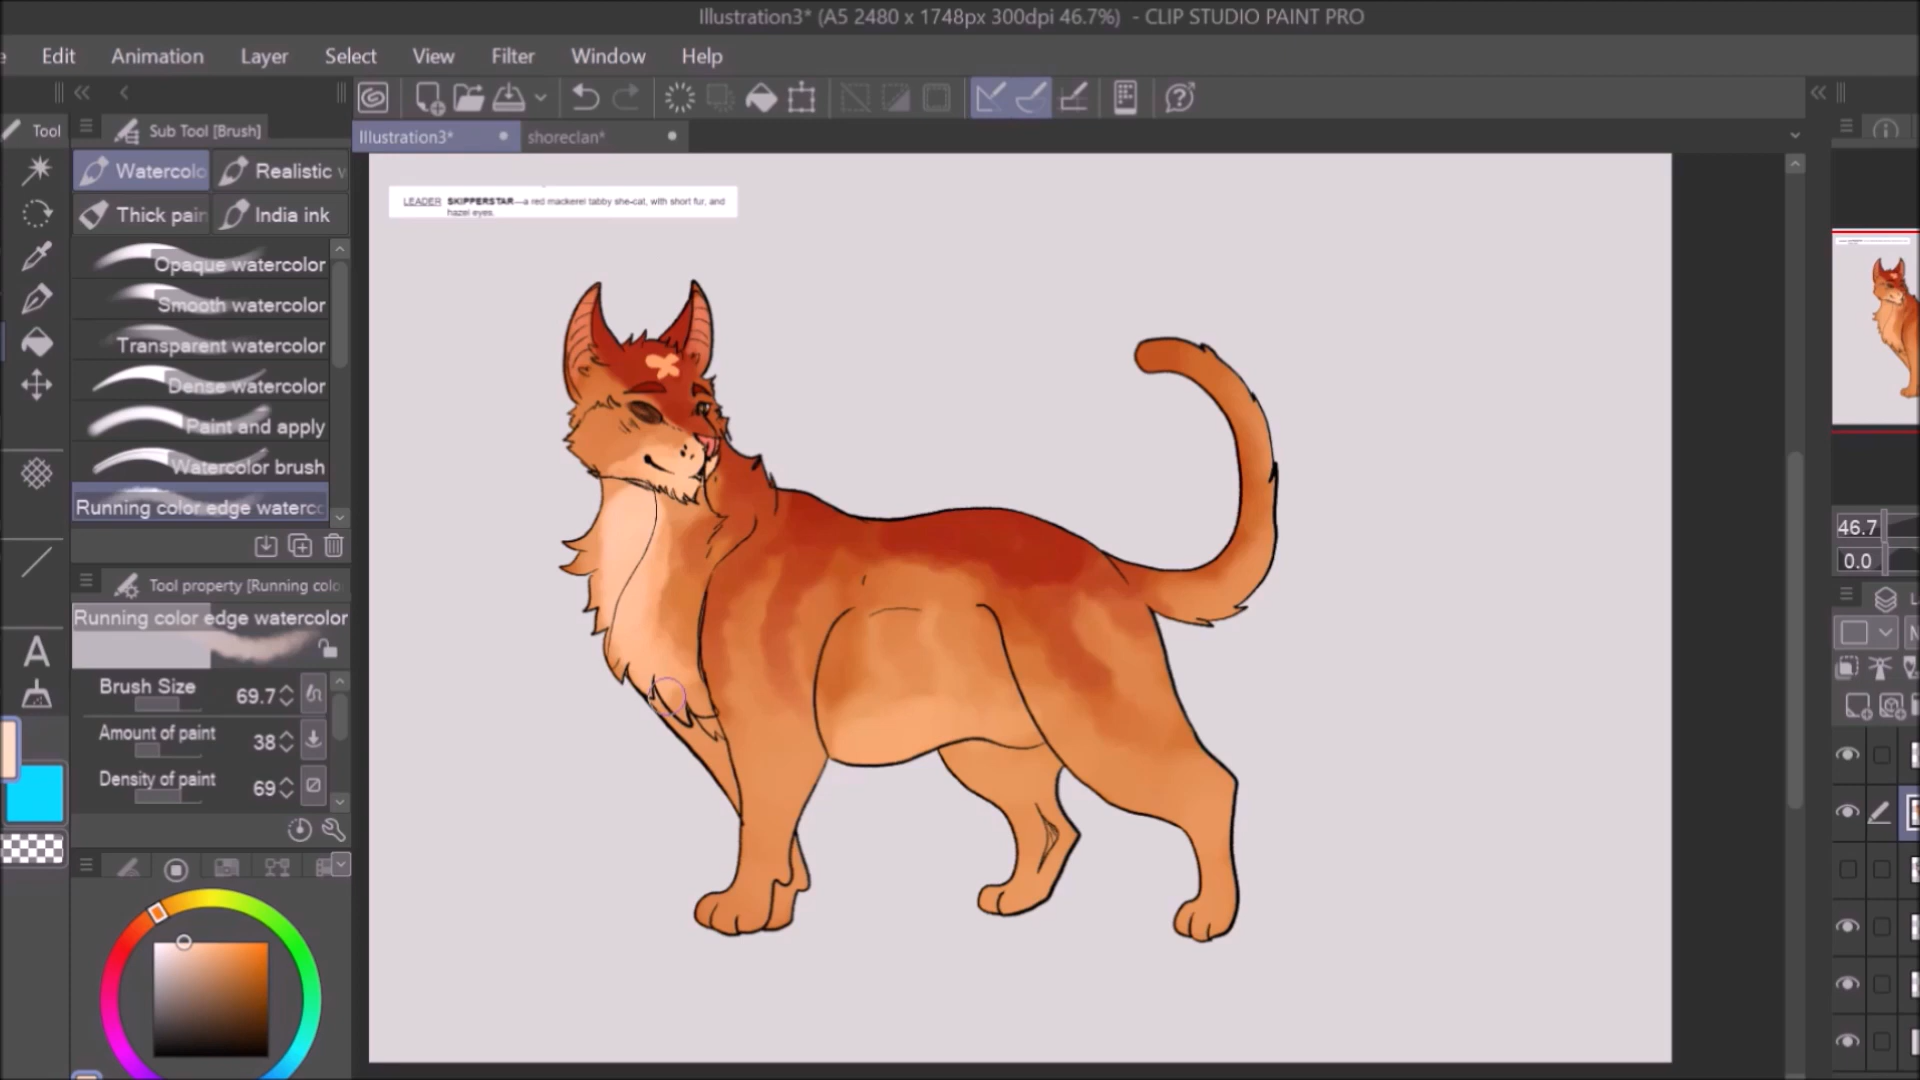 Illustration3* (A5 2480 x 1748px 300dpi 46.7%) - CLIP STUDIO PAINT PRO
Edit Animation Layer Select View Filter Window Help
Tool
Sub Tool [Brush]
Illustration3* shoreclan*
Watercolo Realistic
Thick pain India ink
Opaque watercolor
Smooth watercolor
Transparent watercolor
Dense watercolor
Paint and apply
Watercolor brush
Running color edge waterco
Tool property [Running colo
Running color edge watercolor
Brush Size 69.7
Amount of paint 38
Density of paint 69
LEADER SKIPPERSTAR—a red mackerel tabby she-cat, with short fur, and
hazel eyes.
46.7
0.0